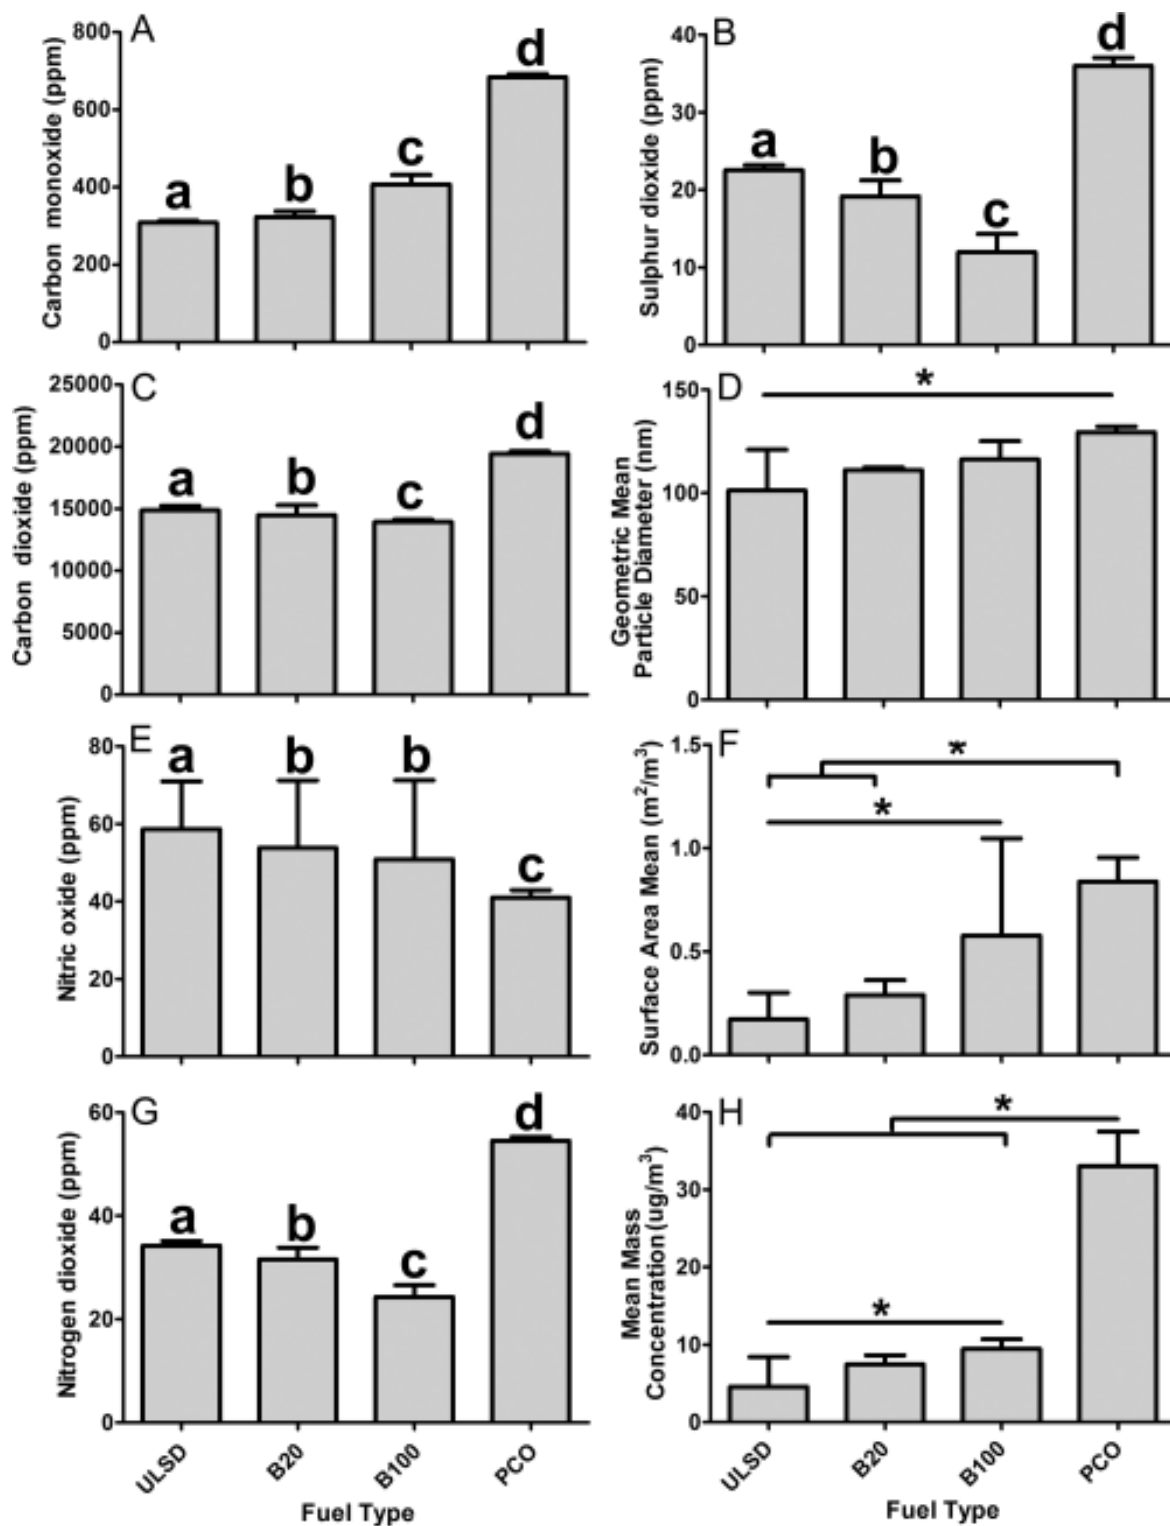 A
Carbon monoxide (ppm)
800
600
400
200
0
a
b
c
d
B
Sulphur dioxide (ppm)
40
30
20
10
0
a
b
c
d
C
Carbon dioxide (ppm)
25000
20000
15000
10000
5000
0
a
b
c
d
D
Geometric Mean
Particle Diameter (nm)
150
100
50
0
*
E
Nitric oxide (ppm)
80
60
40
20
0
a
b
b
c
F
Surface Area Mean (m²/m³)
1.5
1.0
0.5
0.0
*
*
G
Nitrogen dioxide (ppm)
60
40
20
0
a
b
c
d
ULSD
B20
B100
PCO
Fuel Type
H
Mean Mass
Concentration(ug/m³)
40
30
20
10
0
*
*
ULSD
B20
B100
PCO
Fuel Type